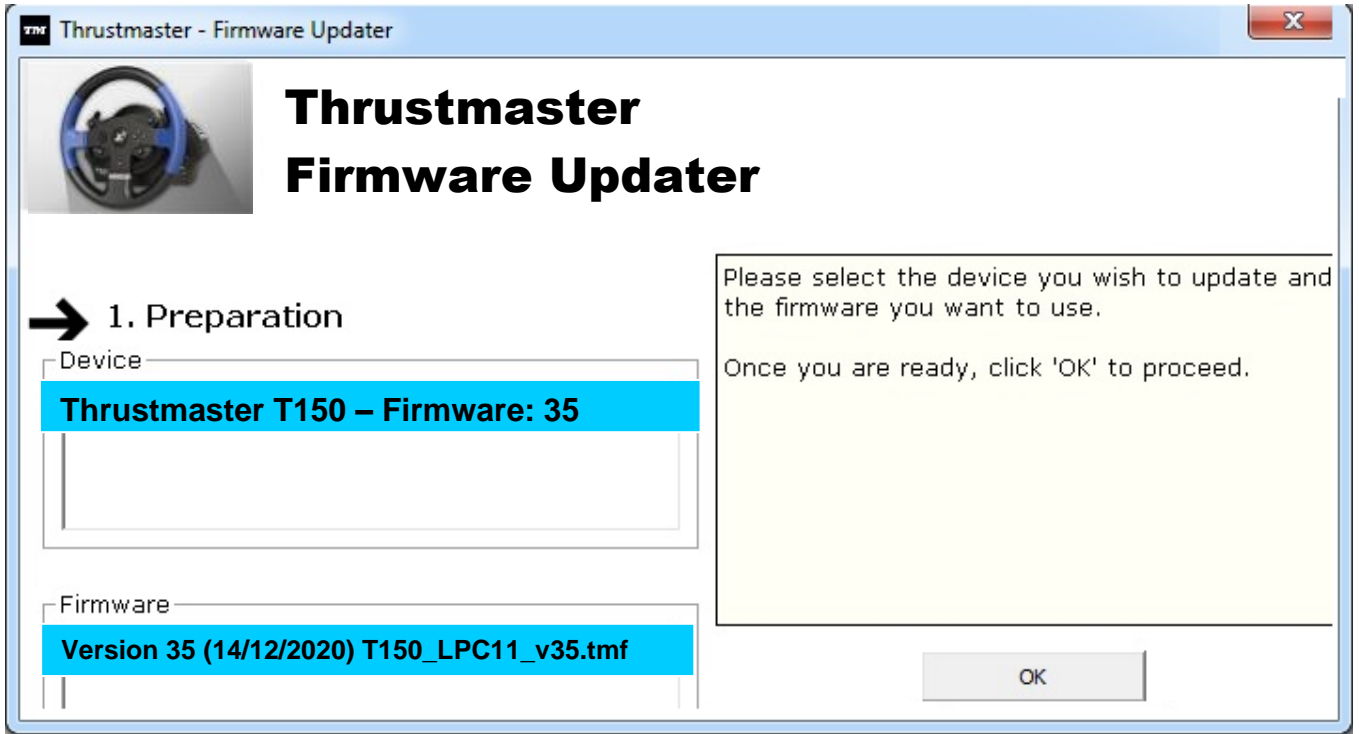 Thrustmaster - Firmware Updater
Thrustmaster
Firmware Updater
1. Preparation
Device
Thrustmaster T150 – Firmware: 35
Firmware
Version 35 (14/12/2020) T150_LPC11_v35.tmf
Please select the device you wish to update and
the firmware you want to use.
Once you are ready, click 'OK' to proceed.
OK